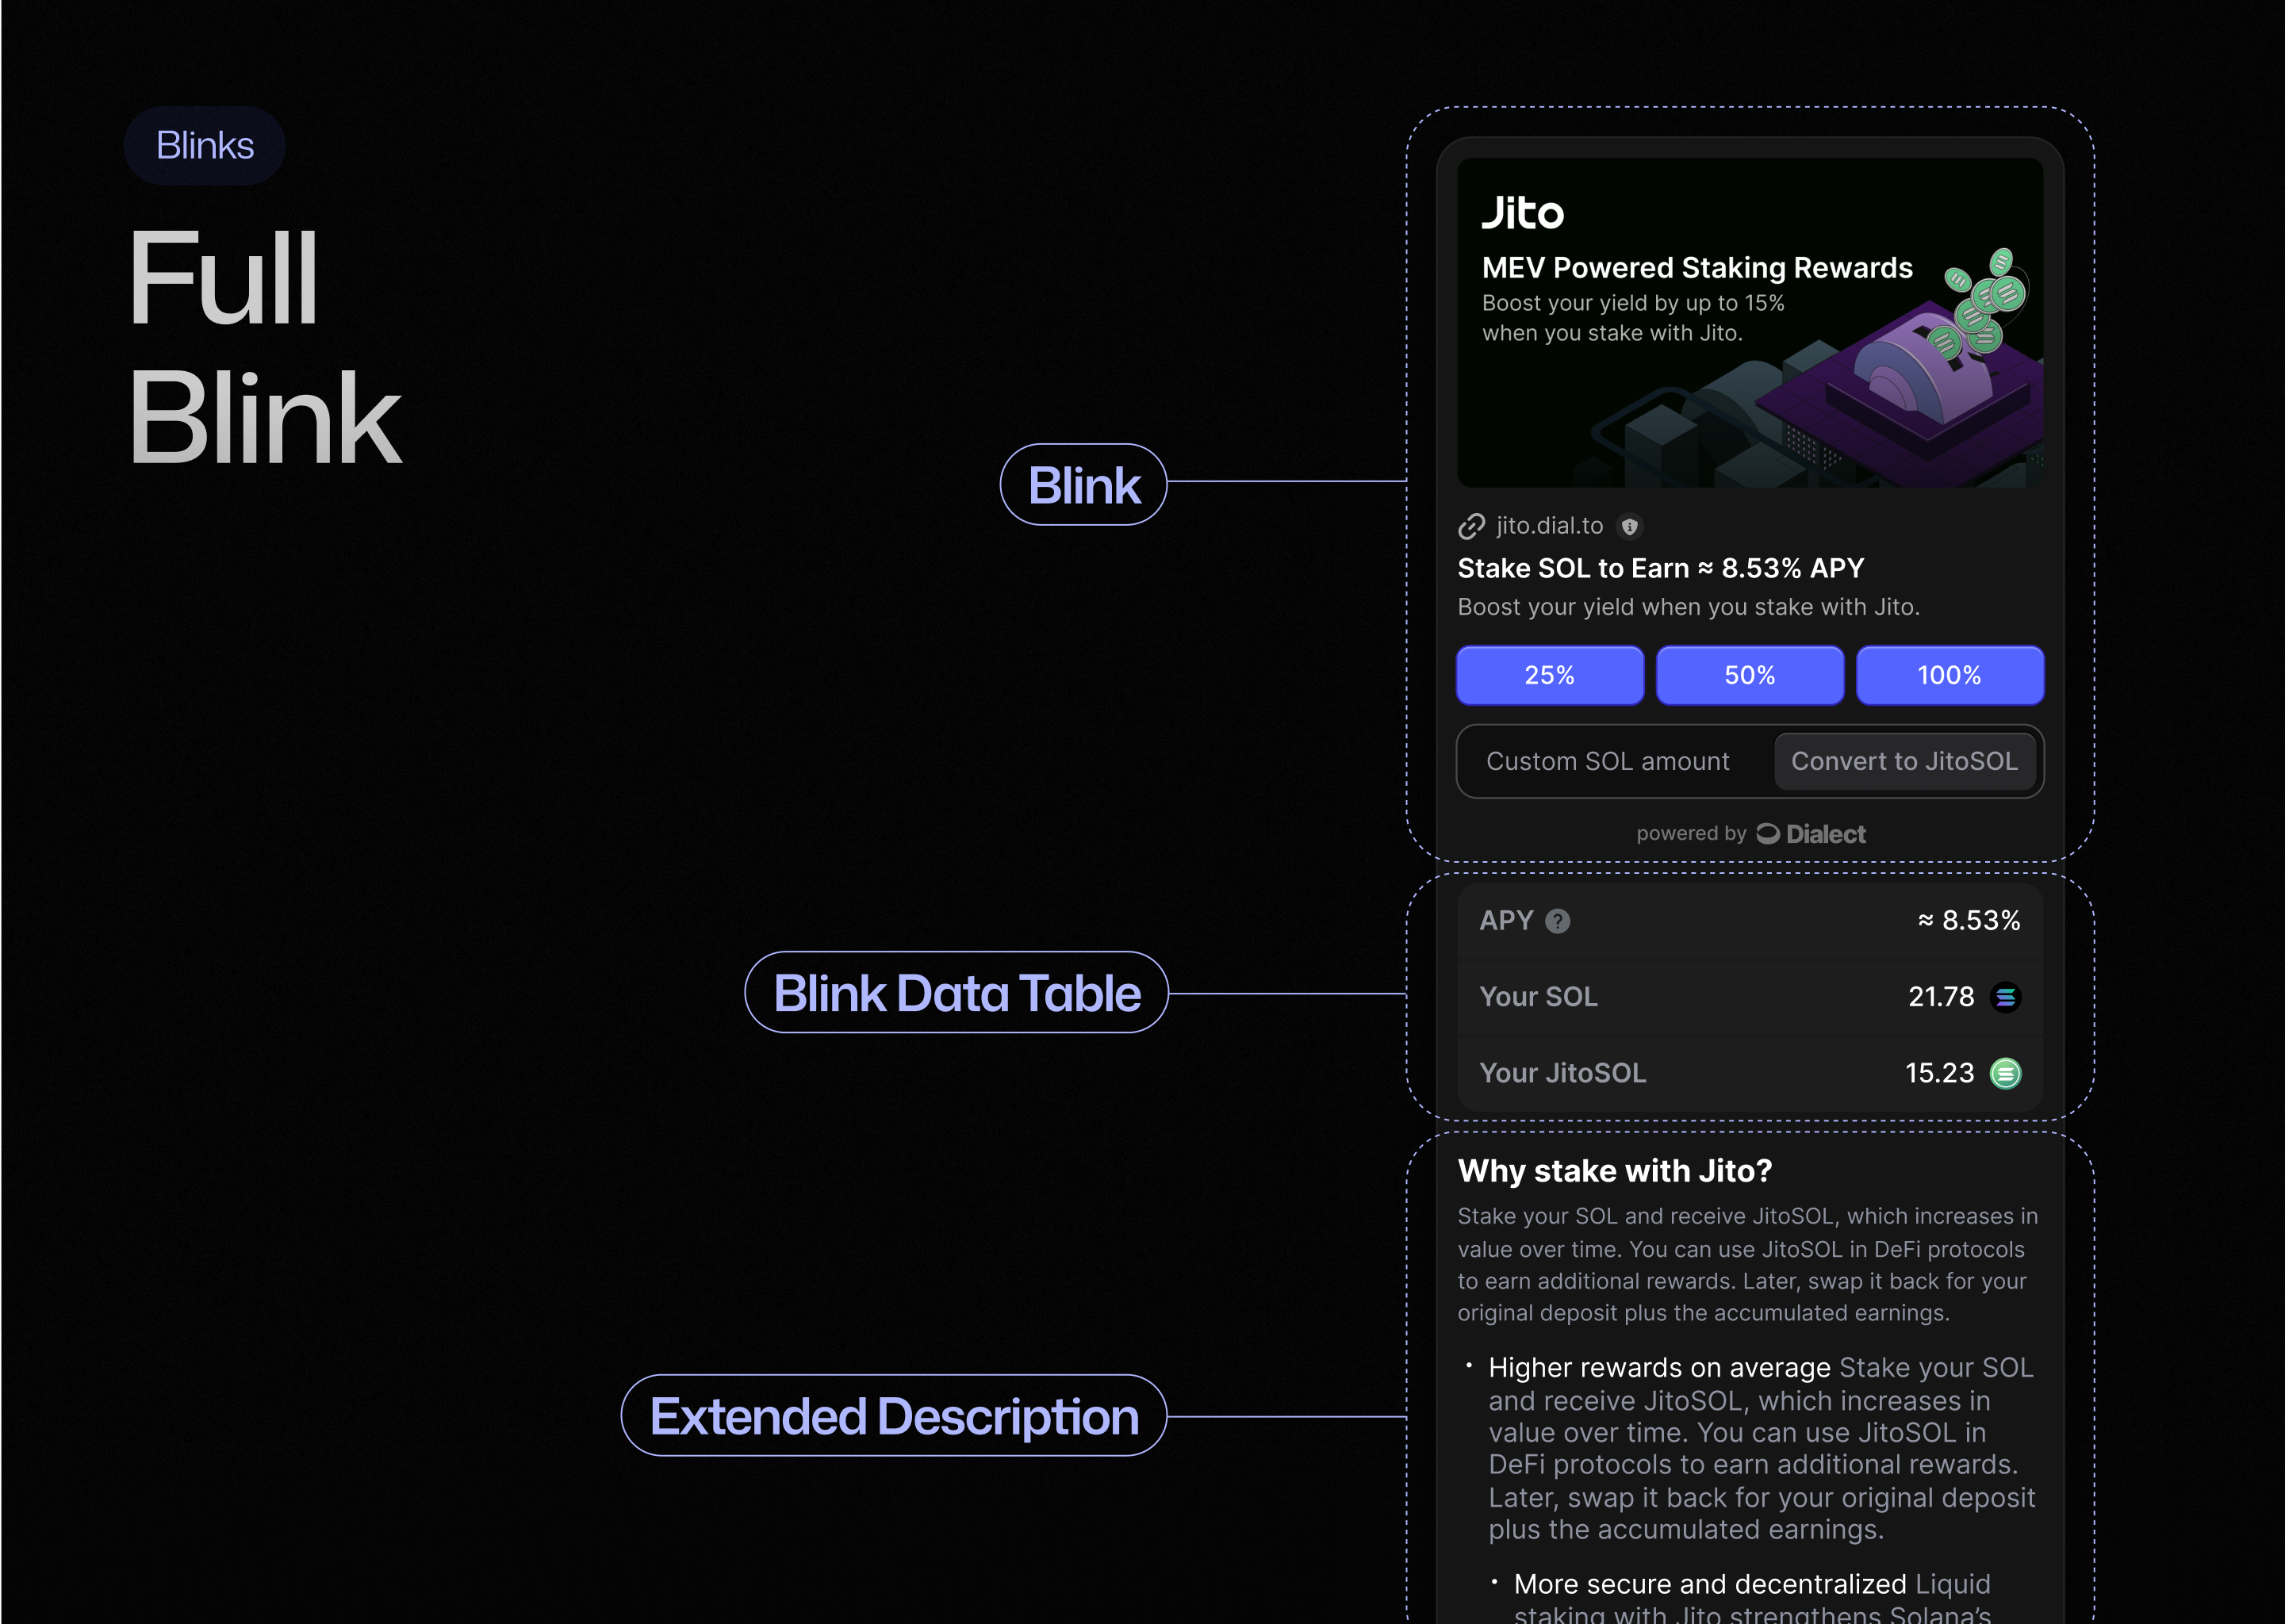 Blinks
Full
Blink
Blink
Jito
MEV Powered Staking Rewards
Boost your yield by up to 15%
when you stake with Jito.
jito.dial.to
Stake SOL to Earn ≈ 8.53% APY
Boost your yield when you stake with Jito.
25% 50% 100%
Custom SOL amount Convert to JitoSOL
powered by Dialect
Blink Data Table
APY ? ≈ 8.53%
Your SOL 21.78
Your JitoSOL 15.23
Extended Description
Why stake with Jito?
Stake your SOL and receive JitoSOL, which increases in
value over time. You can use JitoSOL in DeFi protocols
to earn additional rewards. Later, swap it back for your
original deposit plus the accumulated earnings.
• Higher rewards on average Stake your SOL
and receive JitoSOL, which increases in
value over time. You can use JitoSOL in
DeFi protocols to earn additional rewards.
Later, swap it back for your original deposit
plus the accumulated earnings.
• More secure and decentralized Liquid
staking with Jito strengthens Solana’s